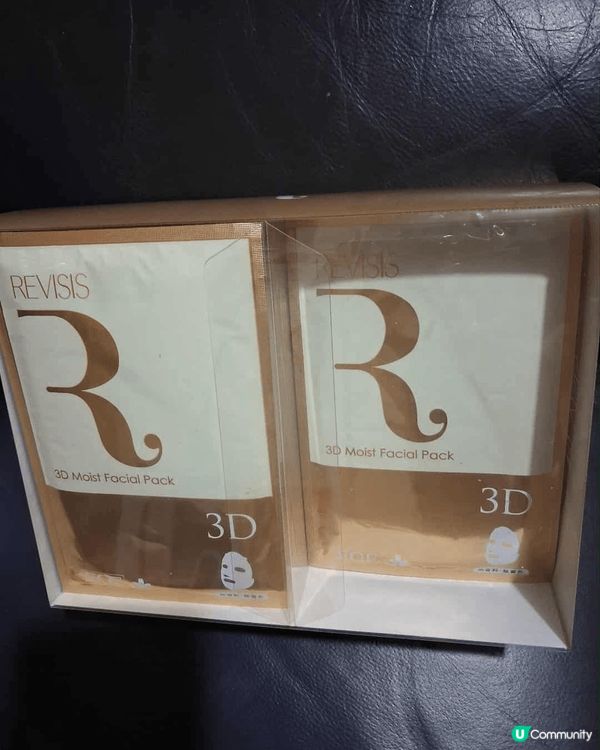 REVISIS
R
3D Moist Facial Pack
3D
REVISIS
R
3D Moist Facial Pack
3D
U Community